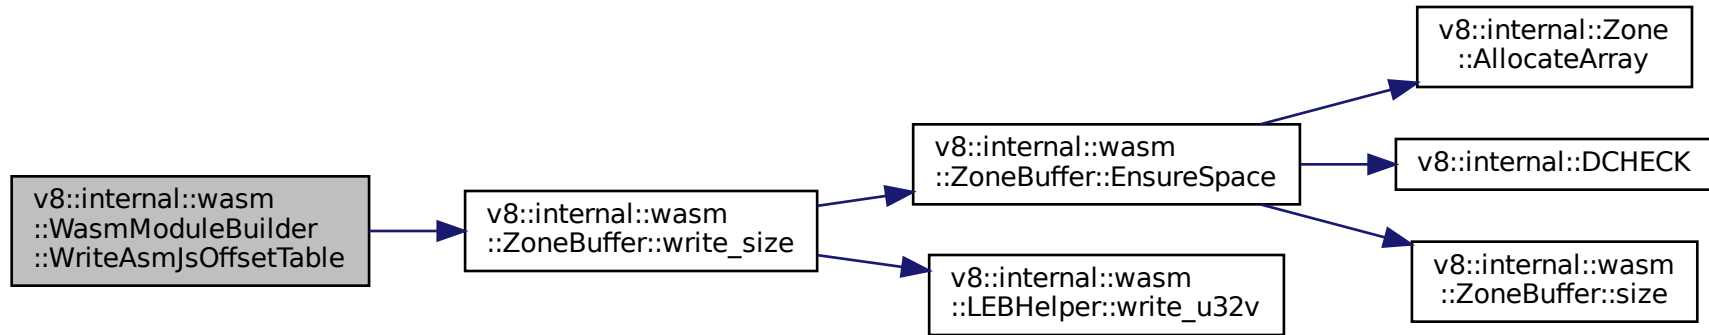 v8::internal::wasm
::WasmModuleBuilder
::WriteAsmJsOffsetTable
v8::internal::wasm
::ZoneBuffer::write_size
v8::internal::wasm
::ZoneBuffer::EnsureSpace
v8::internal::wasm
::LEBHelper::write_u32v
v8::internal::Zone
::AllocateArray
v8::internal::DCHECK
v8::internal::wasm
::ZoneBuffer::size